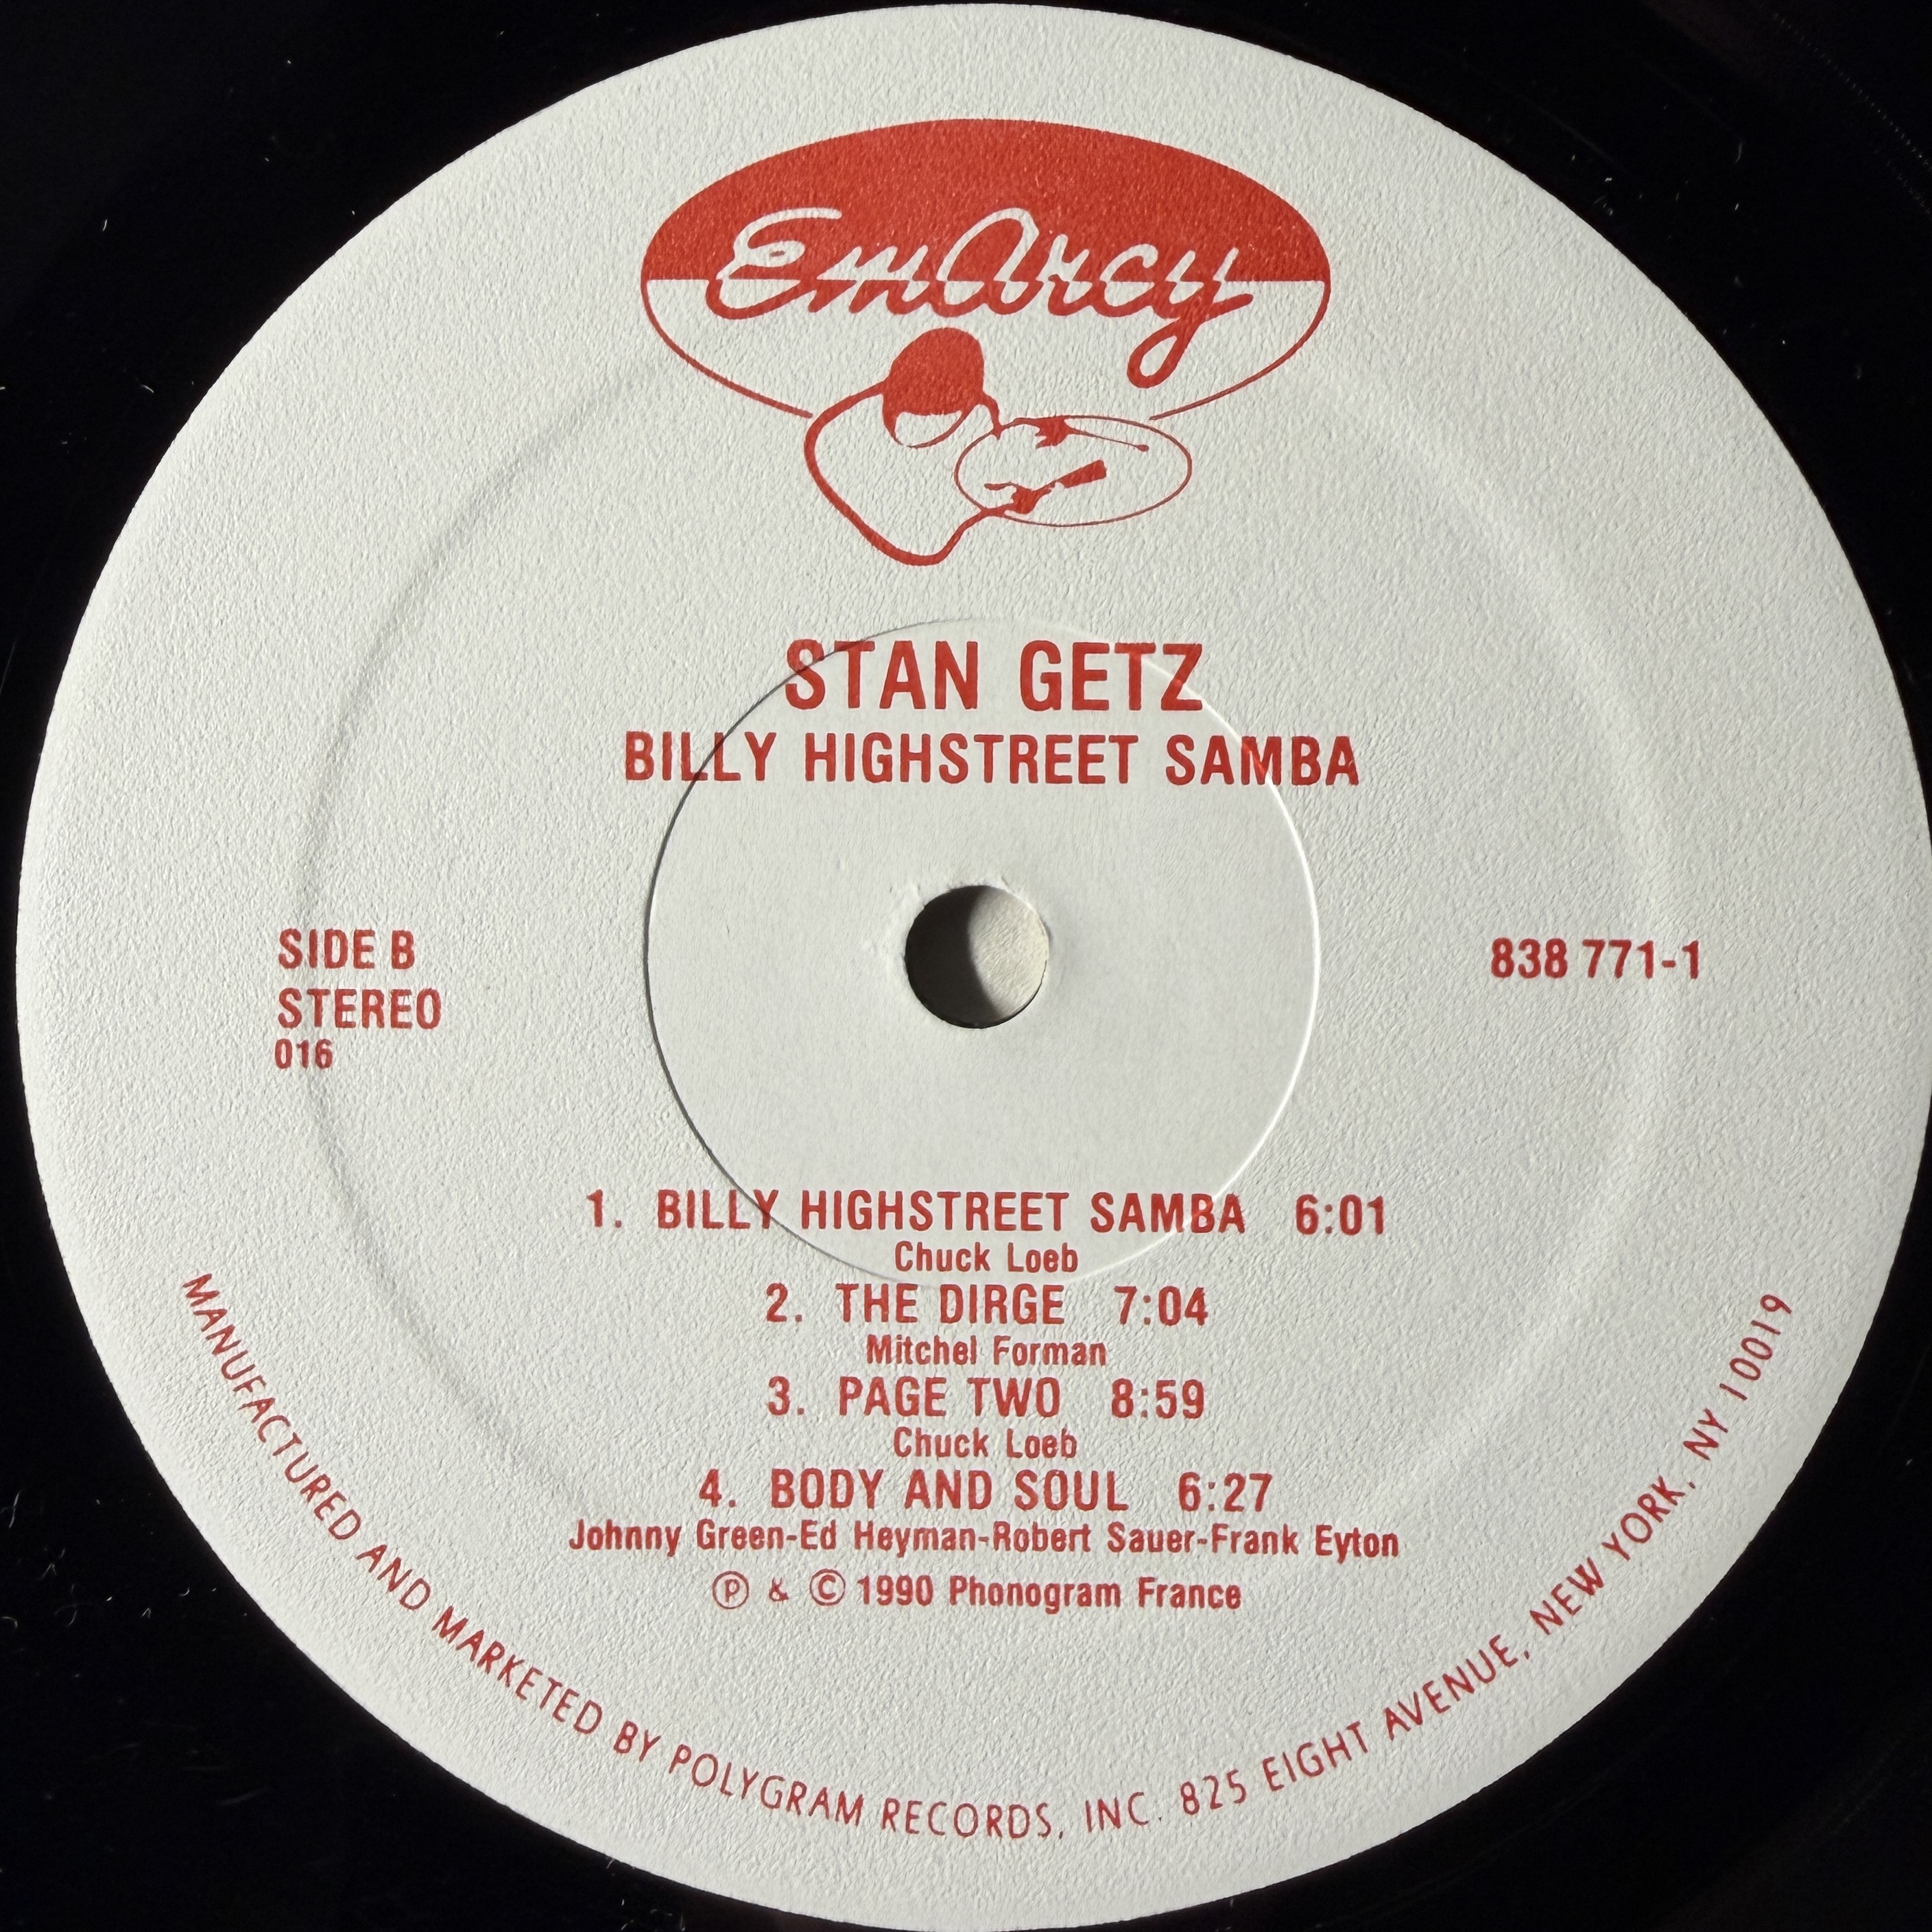 EmArcy
STAN GETZ
BILLY HIGHSTREET SAMBA
SIDE B
STEREO
016
838 771-1
1. BILLY HIGHSTREET SAMBA 6:01
Chuck Loeb
2. THE DIRGE 7:04
Mitchel Forman
3. PAGE TWO 8:59
Chuck Loeb
4. BODY AND SOUL 6:27
Johnny Green-Ed Heyman-Robert Sauer-Frank Eyton
Ⓟ & © 1990 Phonogram France
MANUFACTURED AND MARKETED BY POLYGRAM RECORDS, INC. 825 EIGHT AVENUE, NEW YORK, NY 10019